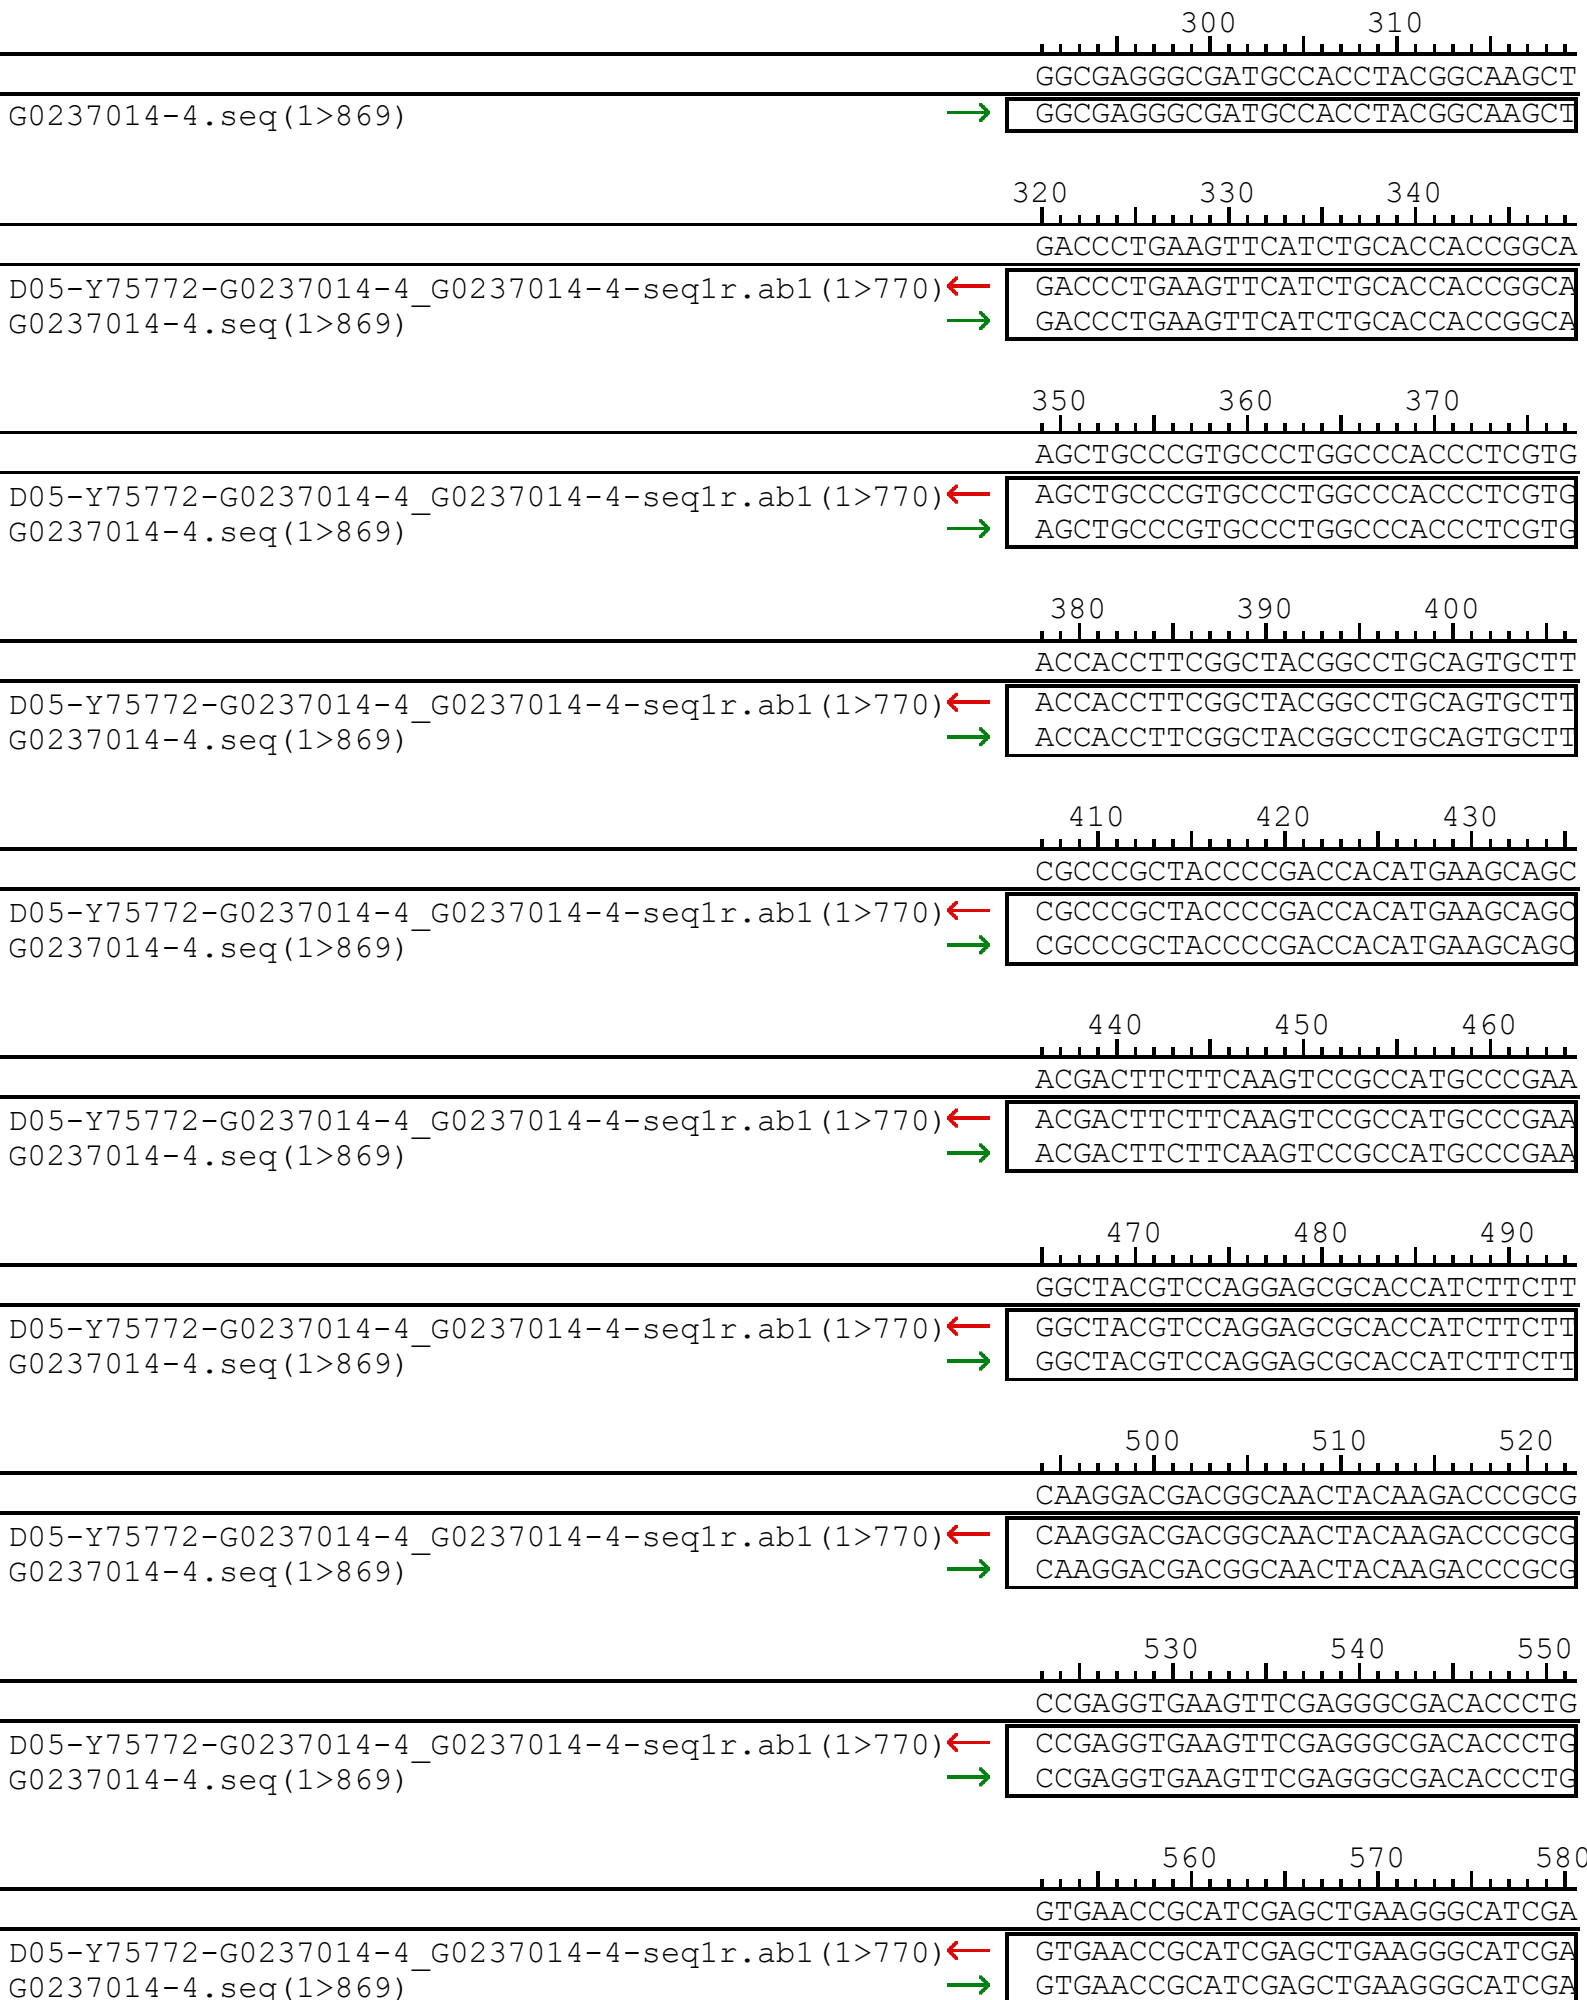 300 310
GGCGAGGGCGATGCCACCTACGGCAAGCT
G0237014-4.seq(1>869) → GGCGAGGGCGATGCCACCTACGGCAAGCT
320 330 340
GACCCTGAAGTTCATCTGCACCACCGGCA
D05-Y75772-G0237014-4_G0237014-4-seq1r.ab1(1>770) ← GACCCTGAAGTTCATCTGCACCACCGGCA
G0237014-4.seq(1>869) → GACCCTGAAGTTCATCTGCACCACCGGCA
350 360 370
AGCTGCCCGTGCCCTGGCCCACCCTCGTG
D05-Y75772-G0237014-4_G0237014-4-seq1r.ab1(1>770) ← AGCTGCCCGTGCCCTGGCCCACCCTCGTG
G0237014-4.seq(1>869) → AGCTGCCCGTGCCCTGGCCCACCCTCGTG
380 390 400
ACCACCTTCGGCTACGGCCTGCAGTGCTT
D05-Y75772-G0237014-4_G0237014-4-seq1r.ab1(1>770) ← ACCACCTTCGGCTACGGCCTGCAGTGCTT
G0237014-4.seq(1>869) → ACCACCTTCGGCTACGGCCTGCAGTGCTT
410 420 430
CGCCCGCTACCCCGACCACATGAAGCAGC
D05-Y75772-G0237014-4_G0237014-4-seq1r.ab1(1>770) ← CGCCCGCTACCCCGACCACATGAAGCAGC
G0237014-4.seq(1>869) → CGCCCGCTACCCCGACCACATGAAGCAGC
440 450 460
ACGACTTCTTCAAGTCCGCCATGCCCGAA
D05-Y75772-G0237014-4_G0237014-4-seq1r.ab1(1>770) ← ACGACTTCTTCAAGTCCGCCATGCCCGAA
G0237014-4.seq(1>869) → ACGACTTCTTCAAGTCCGCCATGCCCGAA
470 480 490
GGCTACGTCCAGGAGCGCACCATCTTCTT
D05-Y75772-G0237014-4_G0237014-4-seq1r.ab1(1>770) ← GGCTACGTCCAGGAGCGCACCATCTTCTT
G0237014-4.seq(1>869) → GGCTACGTCCAGGAGCGCACCATCTTCTT
500 510 520
CAAGGACGACGGCAACTACAAGACCCGCG
D05-Y75772-G0237014-4_G0237014-4-seq1r.ab1(1>770) ← CAAGGACGACGGCAACTACAAGACCCGCG
G0237014-4.seq(1>869) → CAAGGACGACGGCAACTACAAGACCCGCG
530 540 550
CCGAGGTGAAGTTCGAGGGCGACACCCTG
D05-Y75772-G0237014-4_G0237014-4-seq1r.ab1(1>770) ← CCGAGGTGAAGTTCGAGGGCGACACCCTG
G0237014-4.seq(1>869) → CCGAGGTGAAGTTCGAGGGCGACACCCTG
560 570 580
GTGAACCGCATCGAGCTGAAGGGCATCGA
D05-Y75772-G0237014-4_G0237014-4-seq1r.ab1(1>770) ← GTGAACCGCATCGAGCTGAAGGGCATCGA
G0237014-4.seq(1>869) → GTGAACCGCATCGAGCTGAAGGGCATCGA